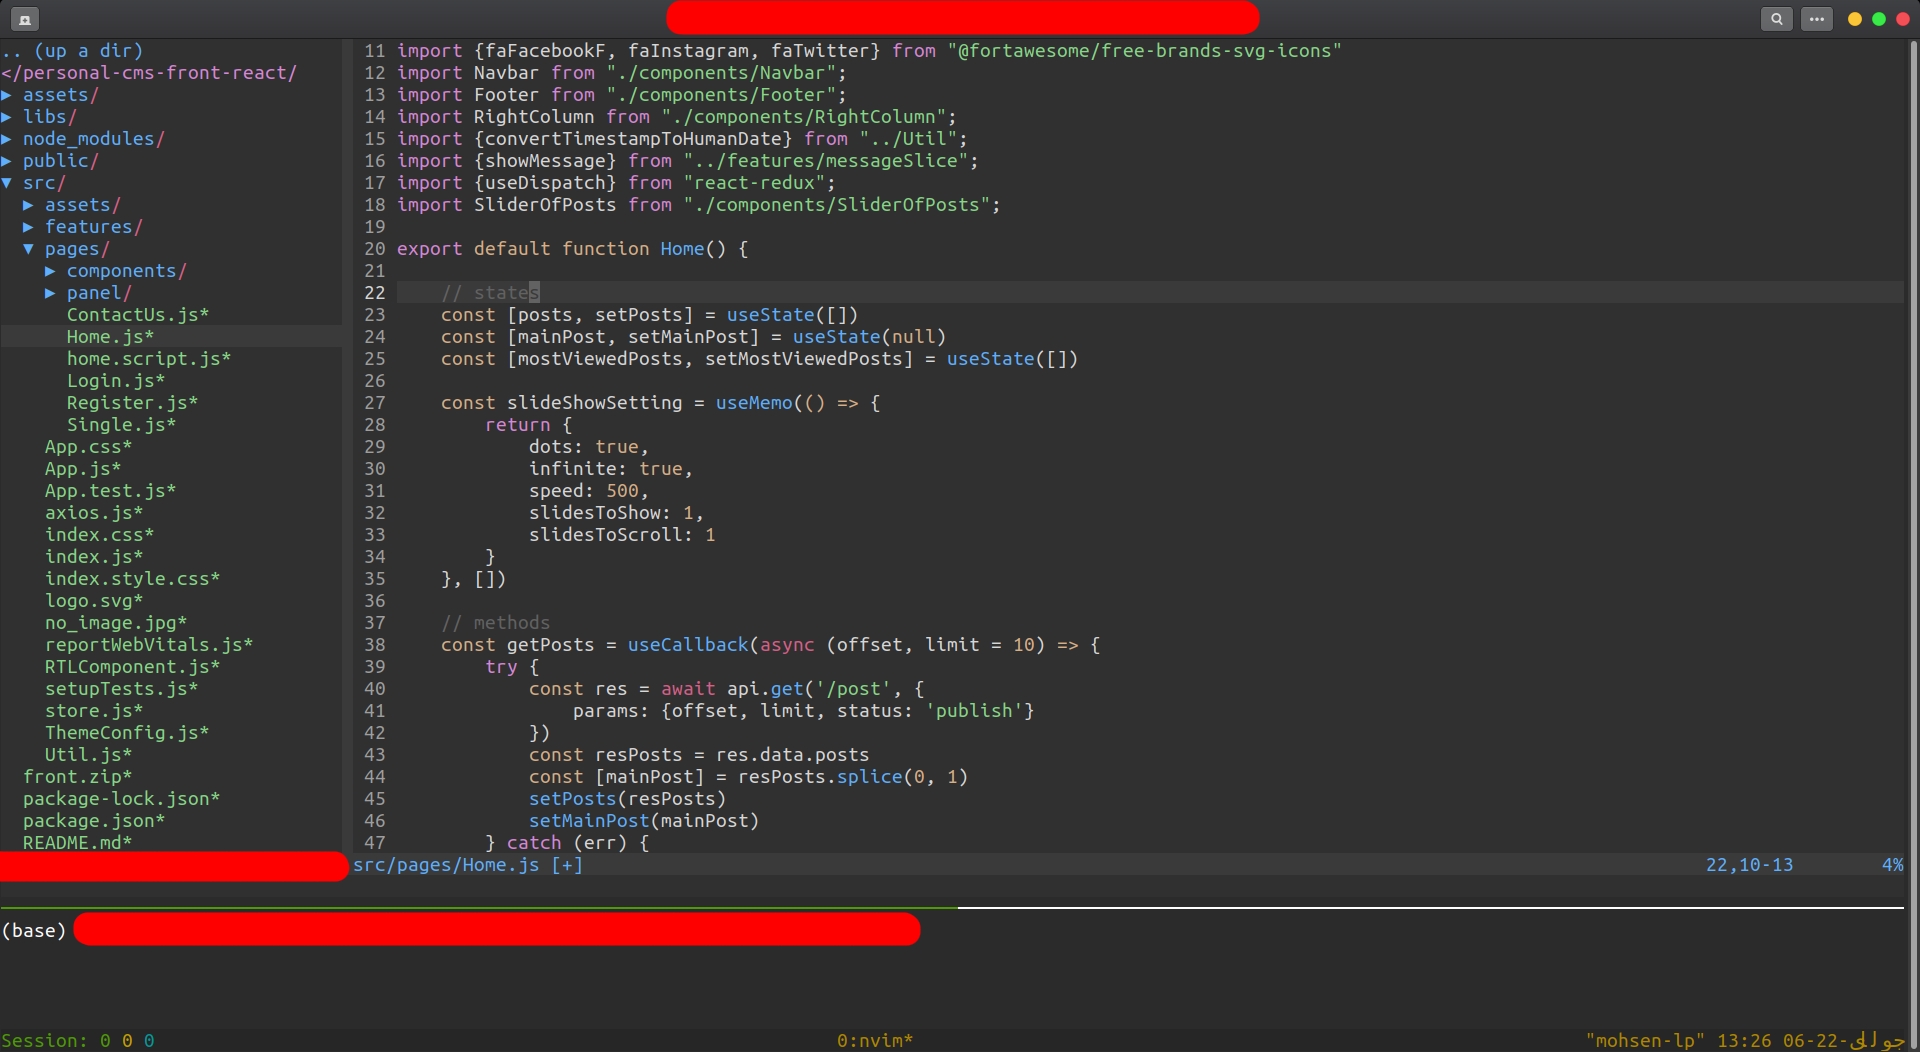 .. (up a dir)
</personal-cms-front-react/
▶ assets/
▶ libs/
▶ node_modules/
▶ public/
▼ src/
▶ assets/
▶ features/
▼ pages/
▶ components/
▶ panel/
ContactUs.js*
Home.js*
home.script.js*
Login.js*
Register.js*
Single.js*
App.css*
App.js*
App.test.js*
axios.js*
index.css*
index.js*
index.style.css*
logo.svg*
no_image.jpg*
reportWebVitals.js*
RTLComponent.js*
setupTests.js*
store.js*
ThemeConfig.js*
Util.js*
front.zip*
package-lock.json*
package.json*
README.md*
11 import {faFacebookF, faInstagram, faTwitter} from "@fortawesome/free-brands-svg-icons"
12 import Navbar from "./components/Navbar";
13 import Footer from "./components/Footer";
14 import RightColumn from "./components/RightColumn";
15 import {convertTimestampToHumanDate} from "../Util";
16 import {showMessage} from "../features/messageSlice";
17 import {useDispatch} from "react-redux";
18 import SliderOfPosts from "./components/SliderOfPosts";
19
20 export default function Home() {
21
22     // states
23     const [posts, setPosts] = useState([])
24     const [mainPost, setMainPost] = useState(null)
25     const [mostViewedPosts, setMostViewedPosts] = useState([])
26
27     const slideShowSetting = useMemo(() => {
28         return {
29             dots: true,
30             infinite: true,
31             speed: 500,
32             slidesToShow: 1,
33             slidesToScroll: 1
34         }
35     }, [])
36
37     // methods
38     const getPosts = useCallback(async (offset, limit = 10) => {
39         try {
40             const res = await api.get('/post', {
41                 params: {offset, limit, status: 'publish'}
42             })
43             const resPosts = res.data.posts
44             const [mainPost] = resPosts.splice(0, 1)
45             setPosts(resPosts)
46             setMainPost(mainPost)
47         } catch (err) {
src/pages/Home.js [+] 22,10-13 4%
(base)
Session: 0 0 0 0:nvim* "mohsen-lp" 13:26 06-22-جولای